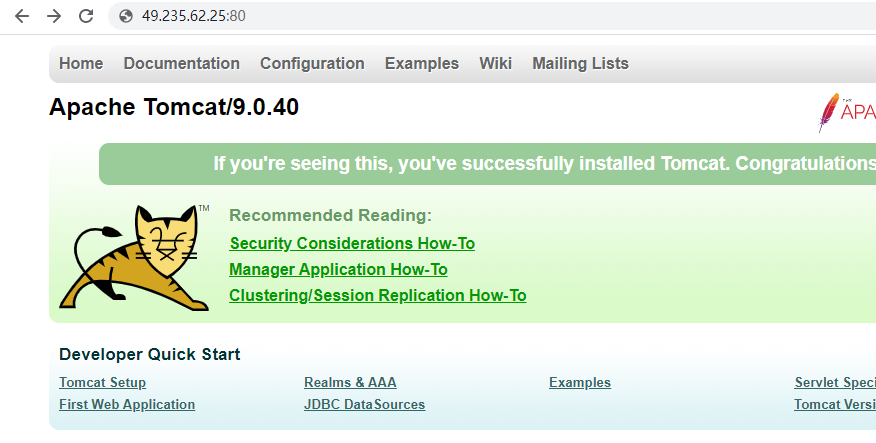 49.235.62.25:80
Home Documentation Configuration Examples Wiki Mailing Lists
Apache Tomcat/9.0.40
THE
APA
If you're seeing this, you've successfully installed Tomcat. Congratulations
TM
Recommended Reading:
Security Considerations How-To
Manager Application How-To
Clustering/Session Replication How-To
Developer Quick Start
Tomcat Setup Realms & AAA Examples Servlet Speci
First Web Application JDBC DataSources Tomcat Versi